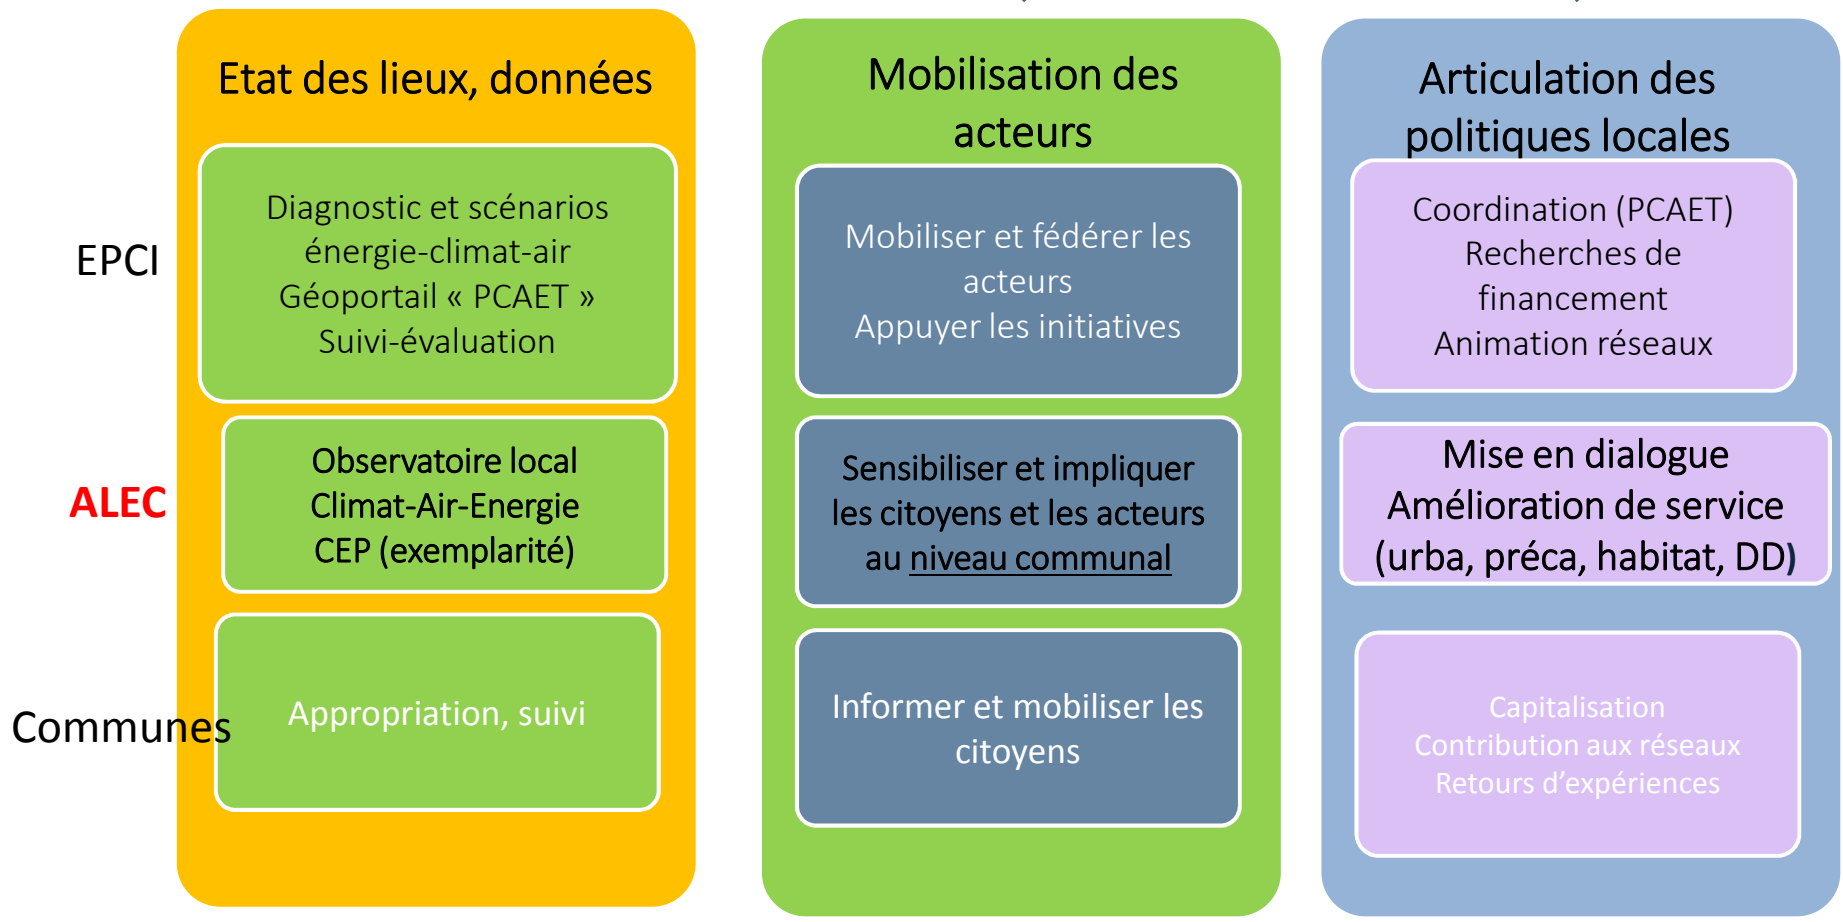 Etat des lieux, données
Mobilisation des
acteurs
Articulation des
politiques locales
EPCI
Diagnostic et scénarios
énergie-climat-air
Géoportail « PCAET »
Suivi-évaluation
Mobiliser et fédérer les
acteurs
Appuyer les initiatives
Coordination (PCAET)
Recherches de
financement
Animation réseaux
ALEC
Observatoire local
Climat-Air-Energie
CEP (exemplarité)
Sensibiliser et impliquer
les citoyens et les acteurs
au niveau communal
Mise en dialogue
Amélioration de service
(urba, préca, habitat, DD)
Communes
Appropriation, suivi
Informer et mobiliser les
citoyens
Capitalisation
Contribution aux réseaux
Retours d’expériences